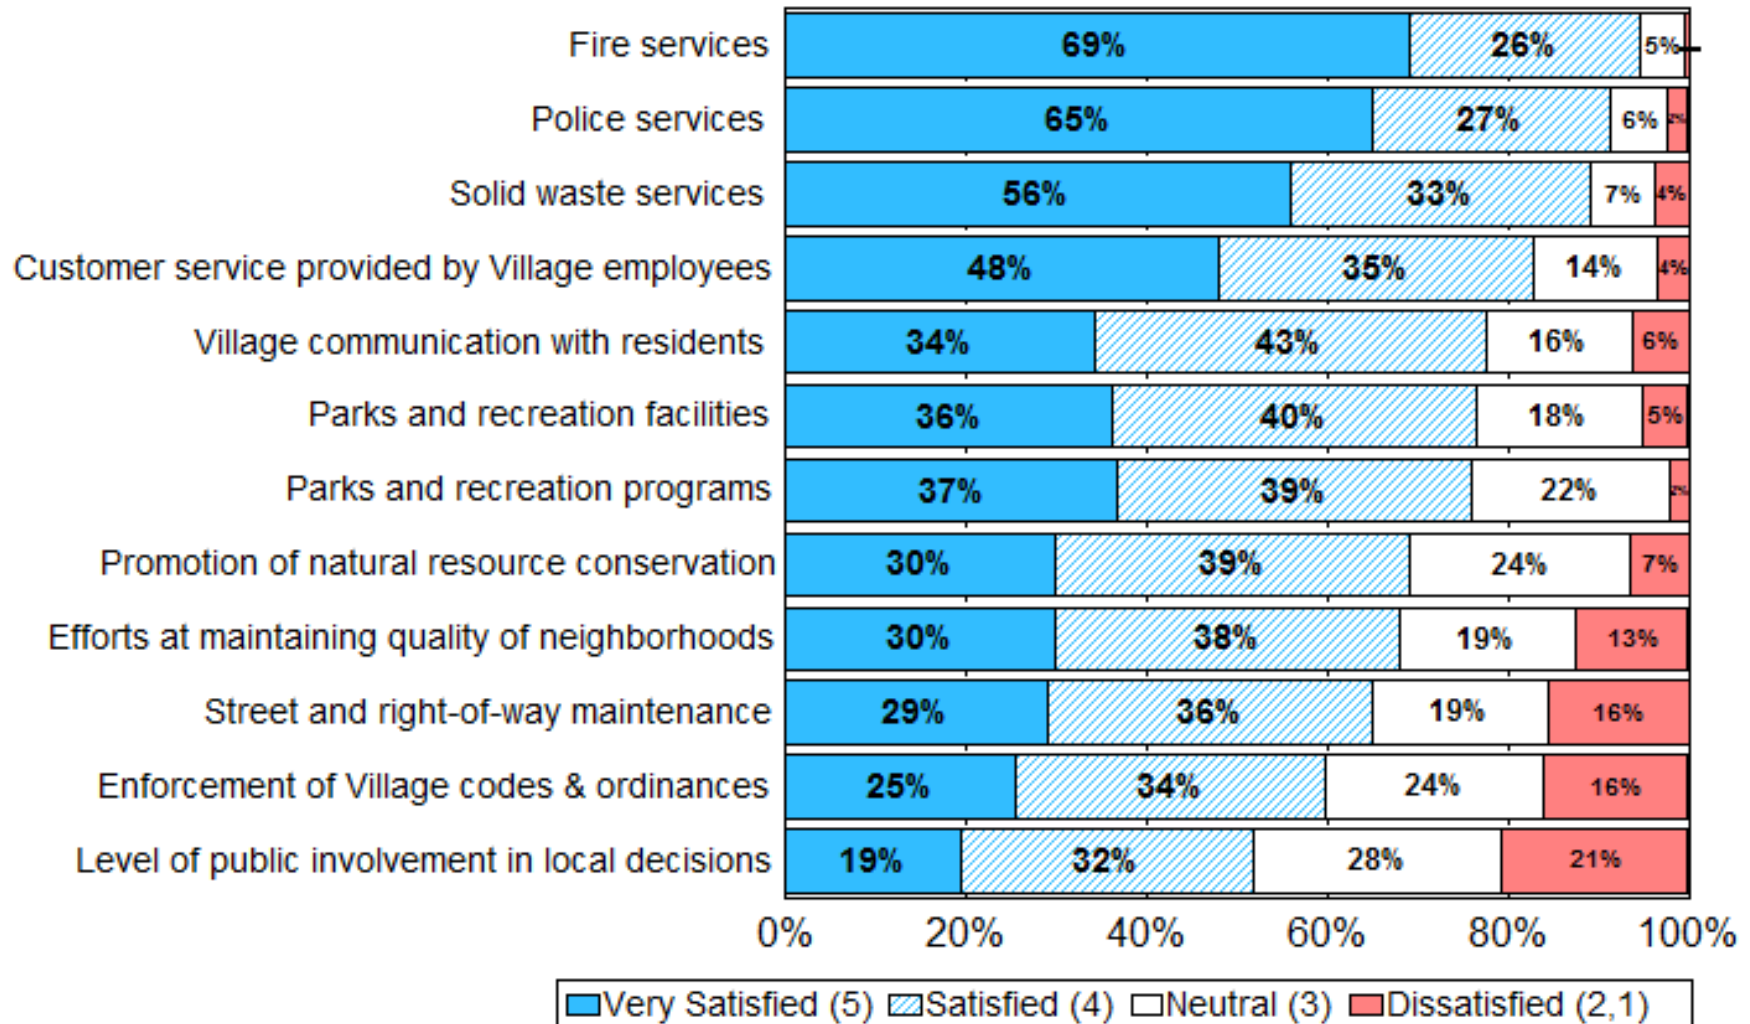 Fire services 69% 26% 5%
Police services 65% 27% 6% 2%
Solid waste services 56% 33% 7% 4%
Customer service provided by Village employees 48% 35% 14% 4%
Village communication with residents 34% 43% 16% 6%
Parks and recreation facilities 36% 40% 18% 5%
Parks and recreation programs 37% 39% 22% 2%
Promotion of natural resource conservation 30% 39% 24% 7%
Efforts at maintaining quality of neighborhoods 30% 38% 19% 13%
Street and right-of-way maintenance 29% 36% 19% 16%
Enforcement of Village codes & ordinances 25% 34% 24% 16%
Level of public involvement in local decisions 19% 32% 28% 21%
0% 20% 40% 60% 80% 100%
Very Satisfied (5) Satisfied (4) Neutral (3) Dissatisfied (2,1)